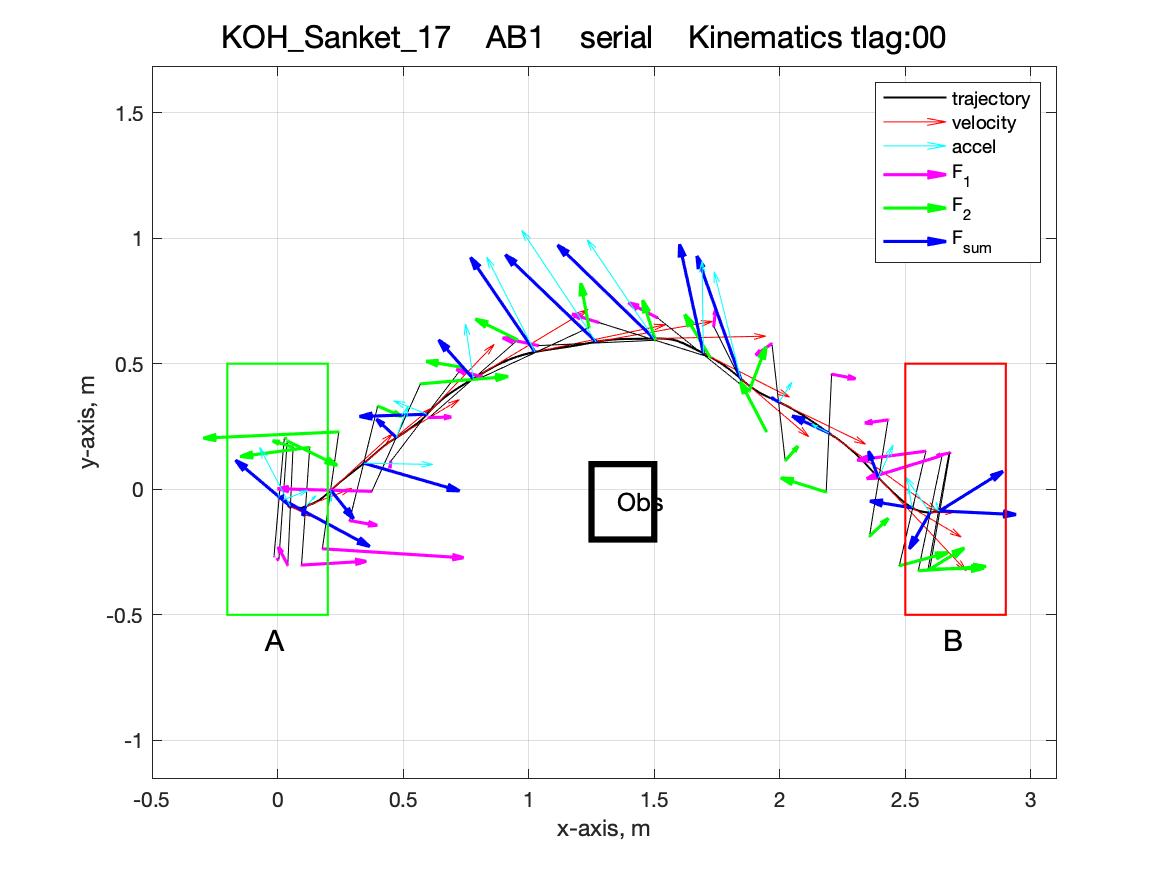 KOH_Sanket_17 AB1 serial Kinematics tlag:00
trajectory
velocity
accel
F1
F2
Fsum
1.5
1
0.5
0
-0.5
-1
y-axis, m
Obs
A
B
-0.5 0 0.5 1 1.5 2 2.5 3
x-axis, m